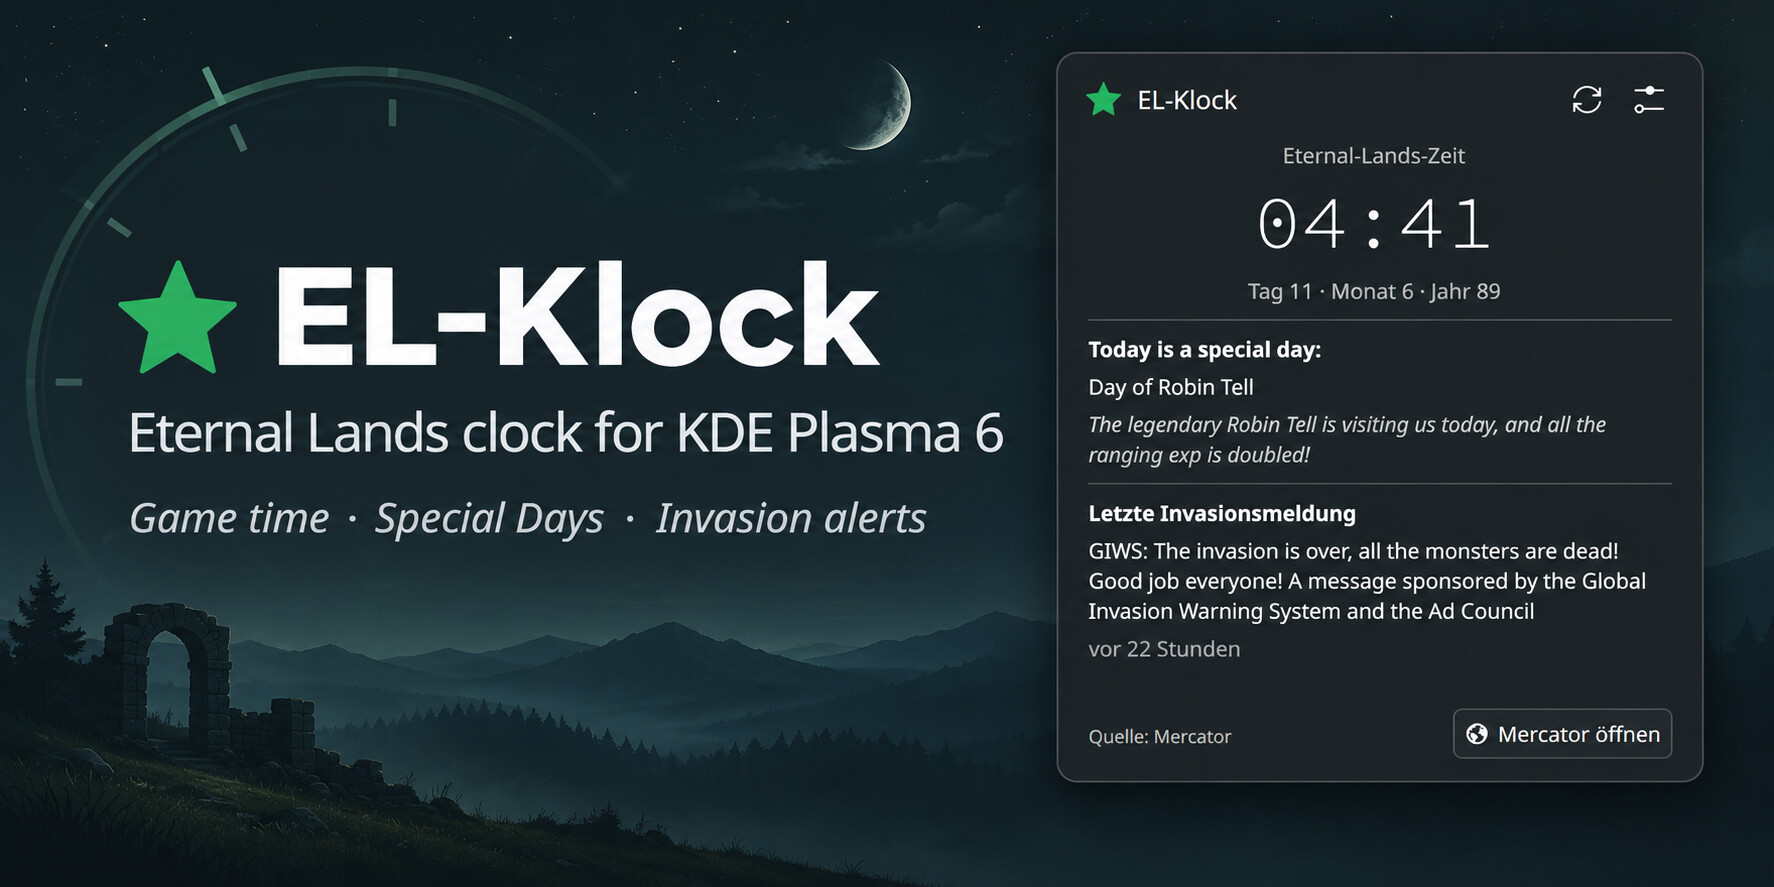 EL-Klock
Eternal Lands clock for KDE Plasma 6
Game time · Special Days · Invasion alerts
EL-Klock
Eternal-Lands-Zeit
04:41
Tag 11 · Monat 6 · Jahr 89
Today is a special day:
Day of Robin Tell
The legendary Robin Tell is visiting us today, and all the
ranging exp is doubled!
Letzte Invasionsmeldung
GIWS: The invasion is over, all the monsters are dead!
Good job everyone! A message sponsored by the Global
Invasion Warning System and the Ad Council
vor 22 Stunden
Quelle: Mercator
Mercator öffnen